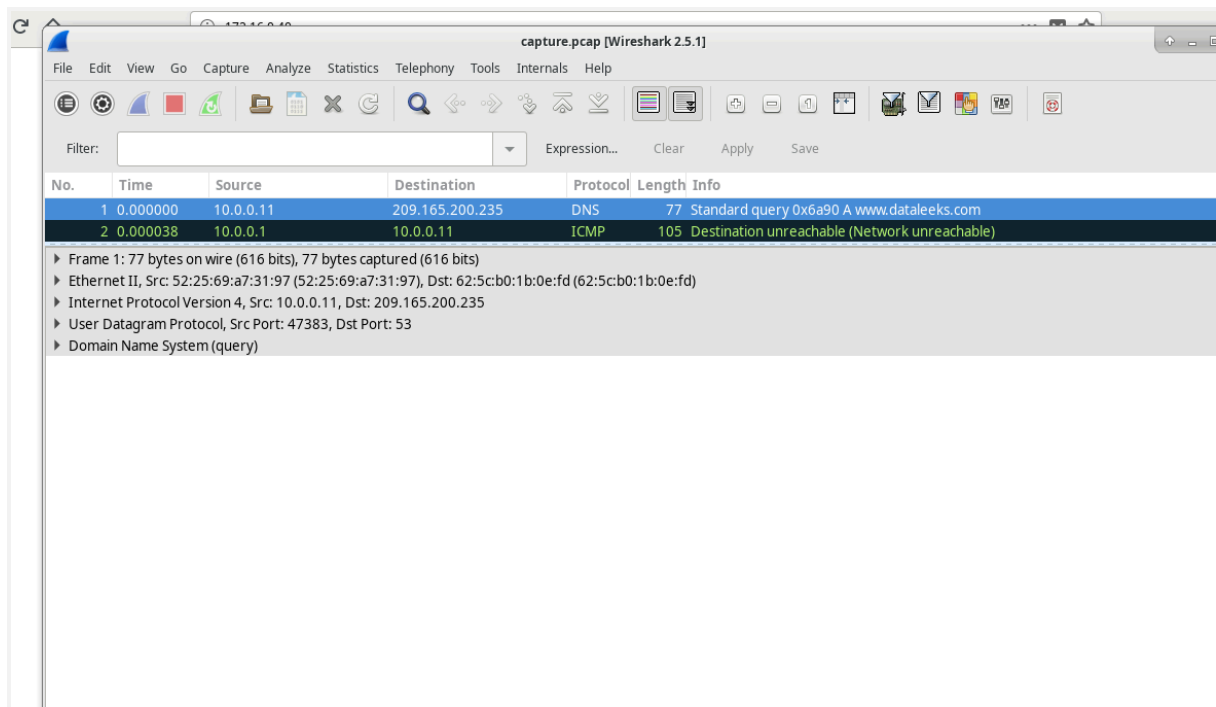 capture.pcap [Wireshark 2.5.1]
File Edit View Go Capture Analyze Statistics Telephony Tools Internals Help
Filter: Expression... Clear Apply Save
No. Time Source Destination Protocol Length Info
1 0.000000 10.0.0.11 209.165.200.235 DNS 77 Standard query 0x6a90 A www.dataleeks.com
2 0.000038 10.0.0.1 10.0.0.11 ICMP 105 Destination unreachable (Network unreachable)
Frame 1: 77 bytes on wire (616 bits), 77 bytes captured (616 bits)
Ethernet II, Src: 52:25:69:a7:31:97 (52:25:69:a7:31:97), Dst: 62:5c:b0:1b:0e:fd (62:5c:b0:1b:0e:fd)
Internet Protocol Version 4, Src: 10.0.0.11, Dst: 209.165.200.235
User Datagram Protocol, Src Port: 47383, Dst Port: 53
Domain Name System (query)